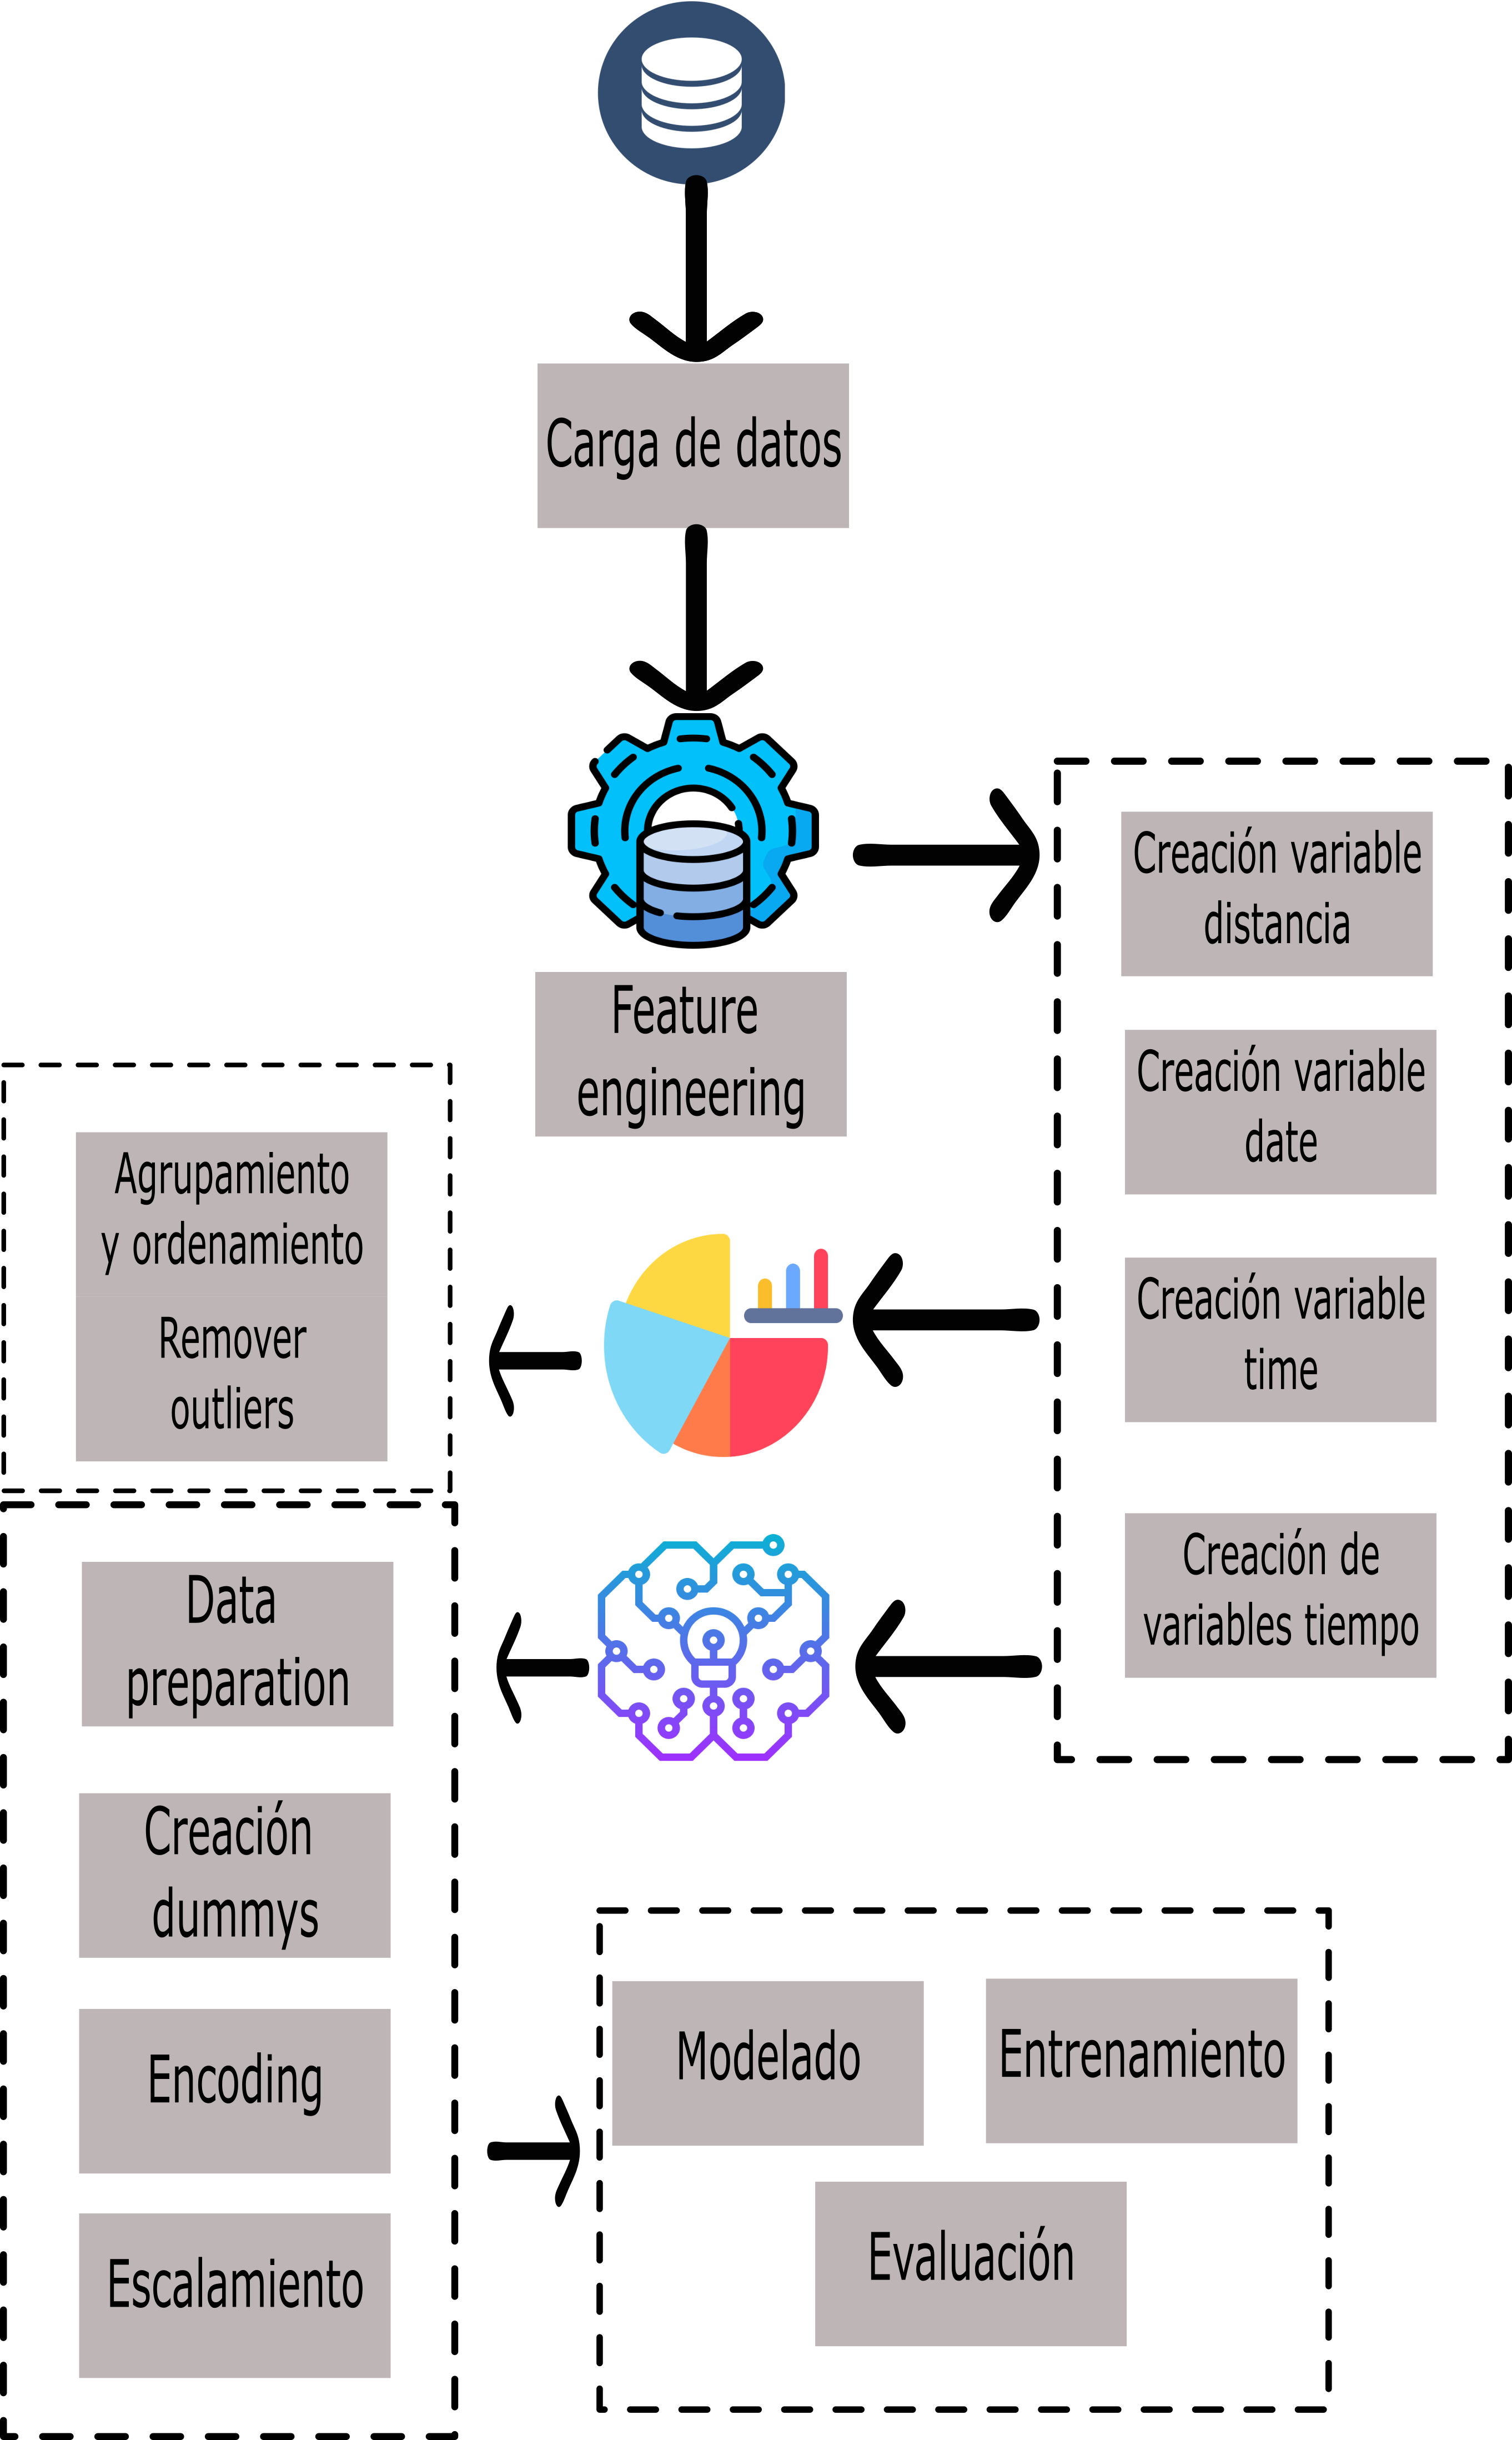 Carga de datos
Feature
engineering
Creación variable
distancia
Creación variable
date
Creación variable
time
Creación de
variables tiempo
Agrupamiento
y ordenamiento
Remover
outliers
Data
preparation
Creación
dummys
Encoding
Escalamiento
Modelado
Entrenamiento
Evaluación